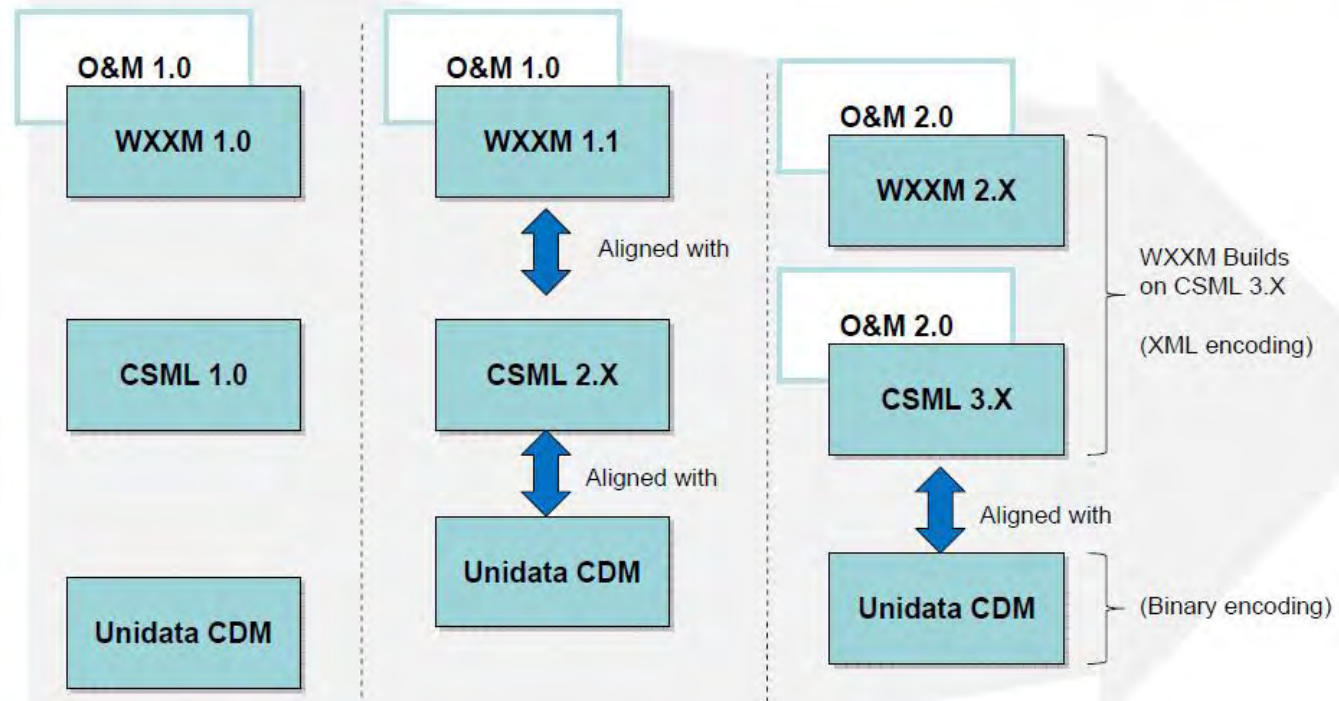 O&M 1.0
WXXM 1.0
CSML 1.0
Unidata CDM
O&M 1.0
WXXM 1.1
Aligned with
CSML 2.X
Aligned with
Unidata CDM
O&M 2.0
WXXM 2.X
O&M 2.0
CSML 3.X
WXXM Builds
on CSML 3.X
(XML encoding)
Aligned with
Unidata CDM
(Binary encoding)